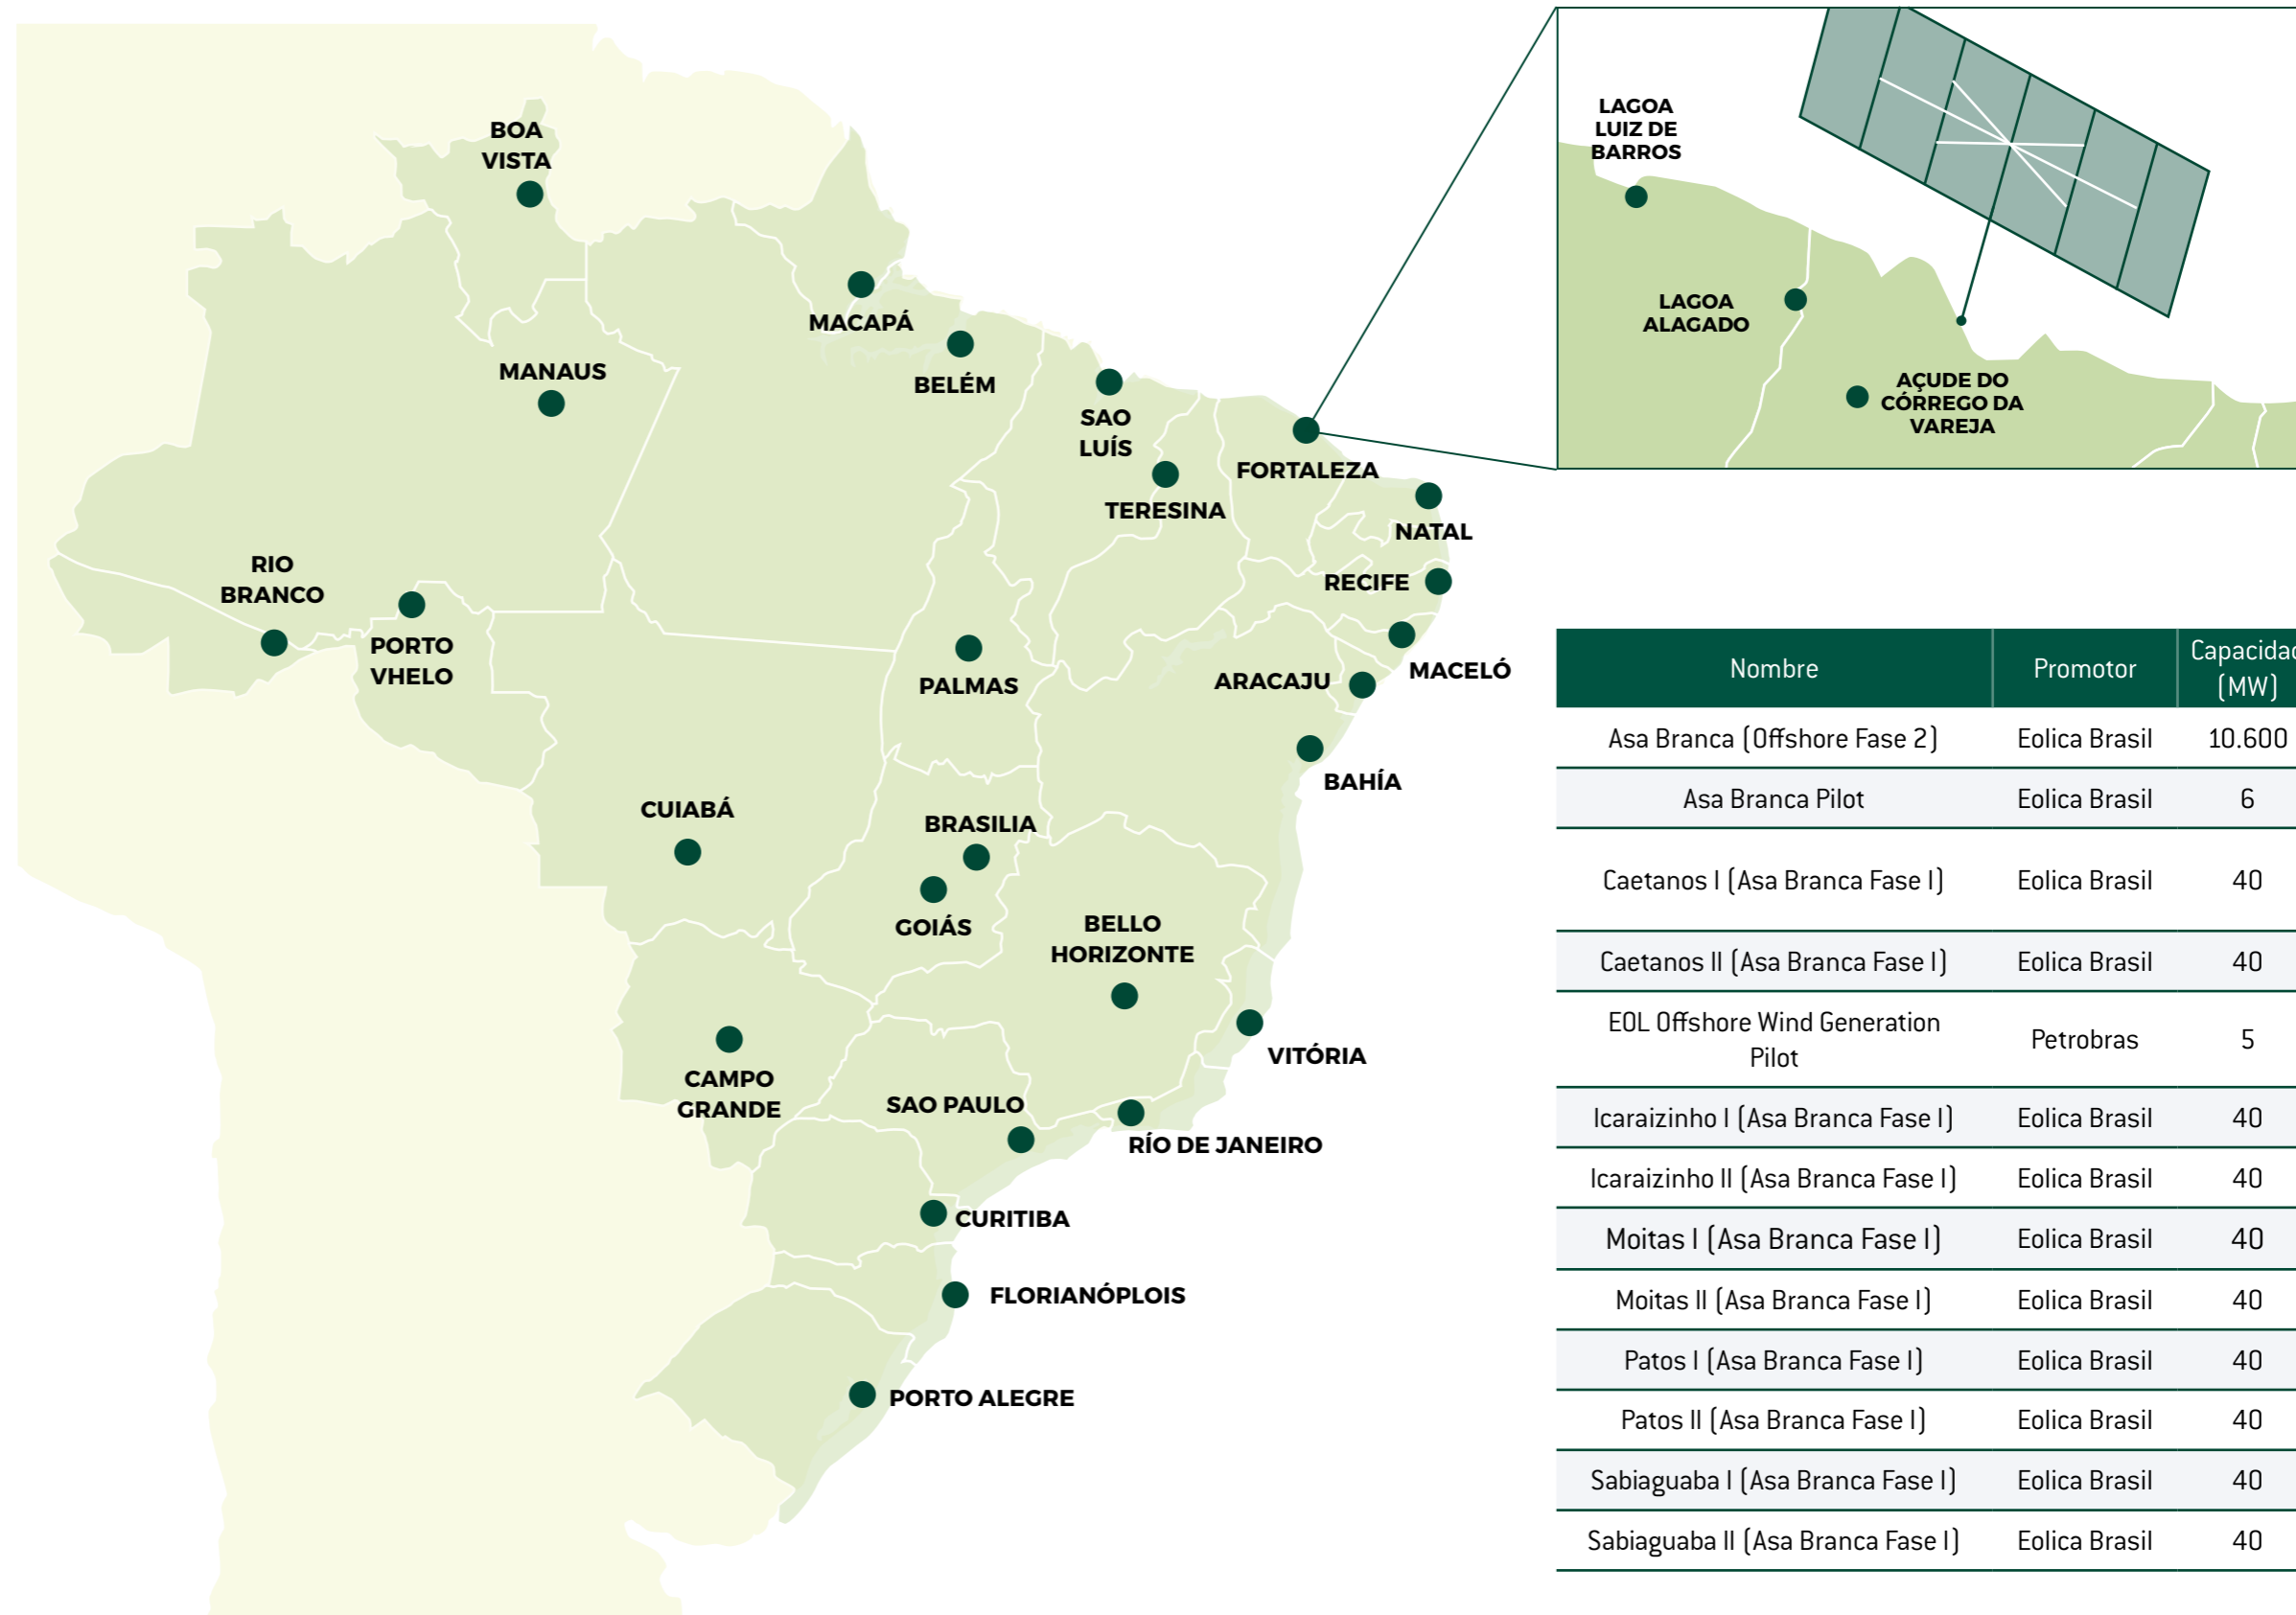 BOA
VISTA
MACAPÁ
MANAUS
BELÉM
SAO
LUÍS
FORTALEZA
TERESINA
NATAL
RECIFE
RIO
BRANCO
PORTO
VHELO
PALMAS
ARACAJU
MACELÓ
BAHÍA
CUIABÁ
BRASILIA
GOIÁS
BELLO
HORIZONTE
VITÓRIA
CAMPO
GRANDE
SAO PAULO
RÍO DE JANEIRO
CURITIBA
FLORIANÓPLOIS
PORTO ALEGRE
LAGOA
LUIZ DE
BARROS
LAGOA
ALAGADO
AÇUDE DO
CÓRREGO DA
VAREJA
Nombre Promotor Capacidad
(MW)
Asa Branca (Offshore Fase 2) Eolica Brasil 10.600
Asa Branca Pilot Eolica Brasil 6
Caetanos I (Asa Branca Fase I) Eolica Brasil 40
Caetanos II (Asa Branca Fase I) Eolica Brasil 40
EOL Offshore Wind Generation
Pilot Petrobras 5
Icaraizinho I (Asa Branca Fase I) Eolica Brasil 40
Icaraizinho II (Asa Branca Fase I) Eolica Brasil 40
Moitas I (Asa Branca Fase I) Eolica Brasil 40
Moitas II (Asa Branca Fase I) Eolica Brasil 40
Patos I (Asa Branca Fase I) Eolica Brasil 40
Patos II (Asa Branca Fase I) Eolica Brasil 40
Sabiaguaba I (Asa Branca Fase I) Eolica Brasil 40
Sabiaguaba II (Asa Branca Fase I) Eolica Brasil 40